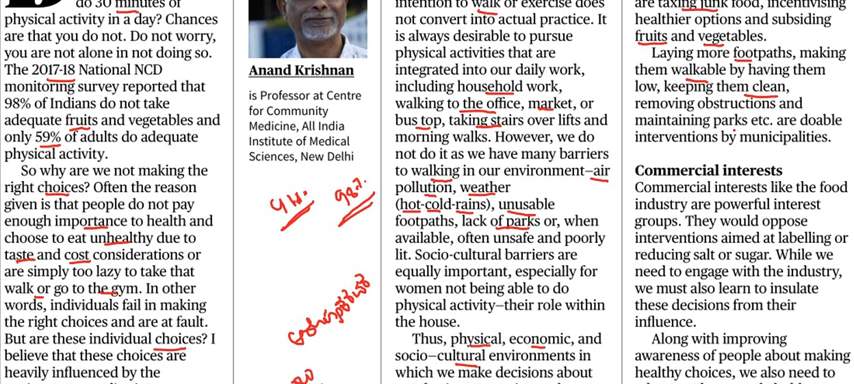 do 30 minutes of
physical activity in a day? Chances
are that you do not. Do not worry,
you are not alone in not doing so.
The 2017-18 National NCD
monitoring survey reported that
98% of Indians do not take
adequate fruits and vegetables and
only 59% of adults do adequate
physical activity.
So why are we not making the
right choices? Often the reason
given is that people do not pay
enough importance to health and
choose to eat unhealthy due to
taste and cost considerations or
are simply too lazy to take that
walk or go to the gym. In other
words, individuals fail in making
the right choices and are at fault.
But are these individual choices? I
believe that these choices are
heavily influenced by the
Anand Krishnan
is Professor at Centre
for Community
Medicine, All India
Institute of Medical
Sciences, New Delhi
98%
intention to walk or exercise does
not convert into actual practice. It
is always desirable to pursue
physical activities that are
integrated into our daily work,
including household work,
walking to the office, market, or
bus top, taking stairs over lifts and
morning walks. However, we do
not do it as we have many barriers
to walking in our environment—air
pollution, weather
(hot-cold-rains), unusable
footpaths, lack of parks or, when
available, often unsafe and poorly
lit. Socio-cultural barriers are
equally important, especially for
women not being able to do
physical activity—their role within
the house.
Thus, physical, economic, and
socio—cultural environments in
which we make decisions about
are taxing junk food, incentivising
healthier options and subsiding
fruits and vegetables.
Laying more footpaths, making
them walkable by having them
low, keeping them clean,
removing obstructions and
maintaining parks etc. are doable
interventions by municipalities.
Commercial interests
Commercial interests like the food
industry are powerful interest
groups. They would oppose
interventions aimed at labelling or
reducing salt or sugar. While we
need to engage with the industry,
we must also learn to insulate
these decisions from their
influence.
Along with improving
awareness of people about making
healthy choices, we also need to